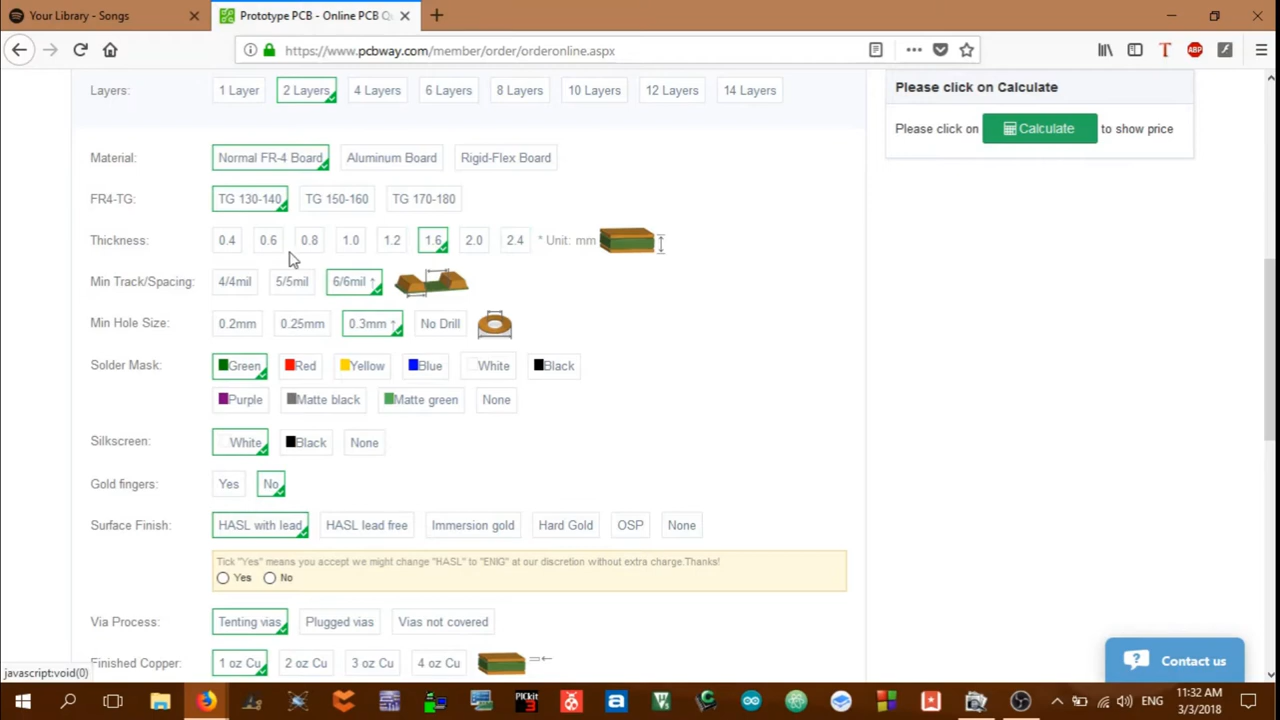 Your Library - Songs
Prototype PCB - Online PCB Qu
https://www.pcbway.com/member/order/orderonline.aspx
Layers: 1 Layer 2 Layers 4 Layers 6 Layers 8 Layers 10 Layers 12 Layers 14 Layers
Please click on Calculate
Please click on Calculate to show price
Material: Normal FR-4 Board Aluminum Board Rigid-Flex Board
FR4-TG: TG 130-140 TG 150-160 TG 170-180
Thickness: 0.4 0.6 0.8 1.0 1.2 1.6 2.0 2.4 * Unit: mm
Min Track/Spacing: 4/4mil 5/5mil 6/6mil ↑
Min Hole Size: 0.2mm 0.25mm 0.3mm ↑ No Drill
Solder Mask: Green Red Yellow Blue White Black
Purple Matte black Matte green None
Silkscreen: White Black None
Gold fingers: Yes No
Surface Finish: HASL with lead HASL lead free Immersion gold Hard Gold OSP None
Tick "Yes" means you accept we might change "HASL" to "ENIG" at our discretion without extra charge.Thanks!
Yes No
Via Process: Tenting vias Plugged vias Vias not covered
Finished Copper: 1 oz Cu 2 oz Cu 3 oz Cu 4 oz Cu
Contact us
javascript:void(0)
ABP
PICkit
3
ENG
11:32 AM
3/3/2018